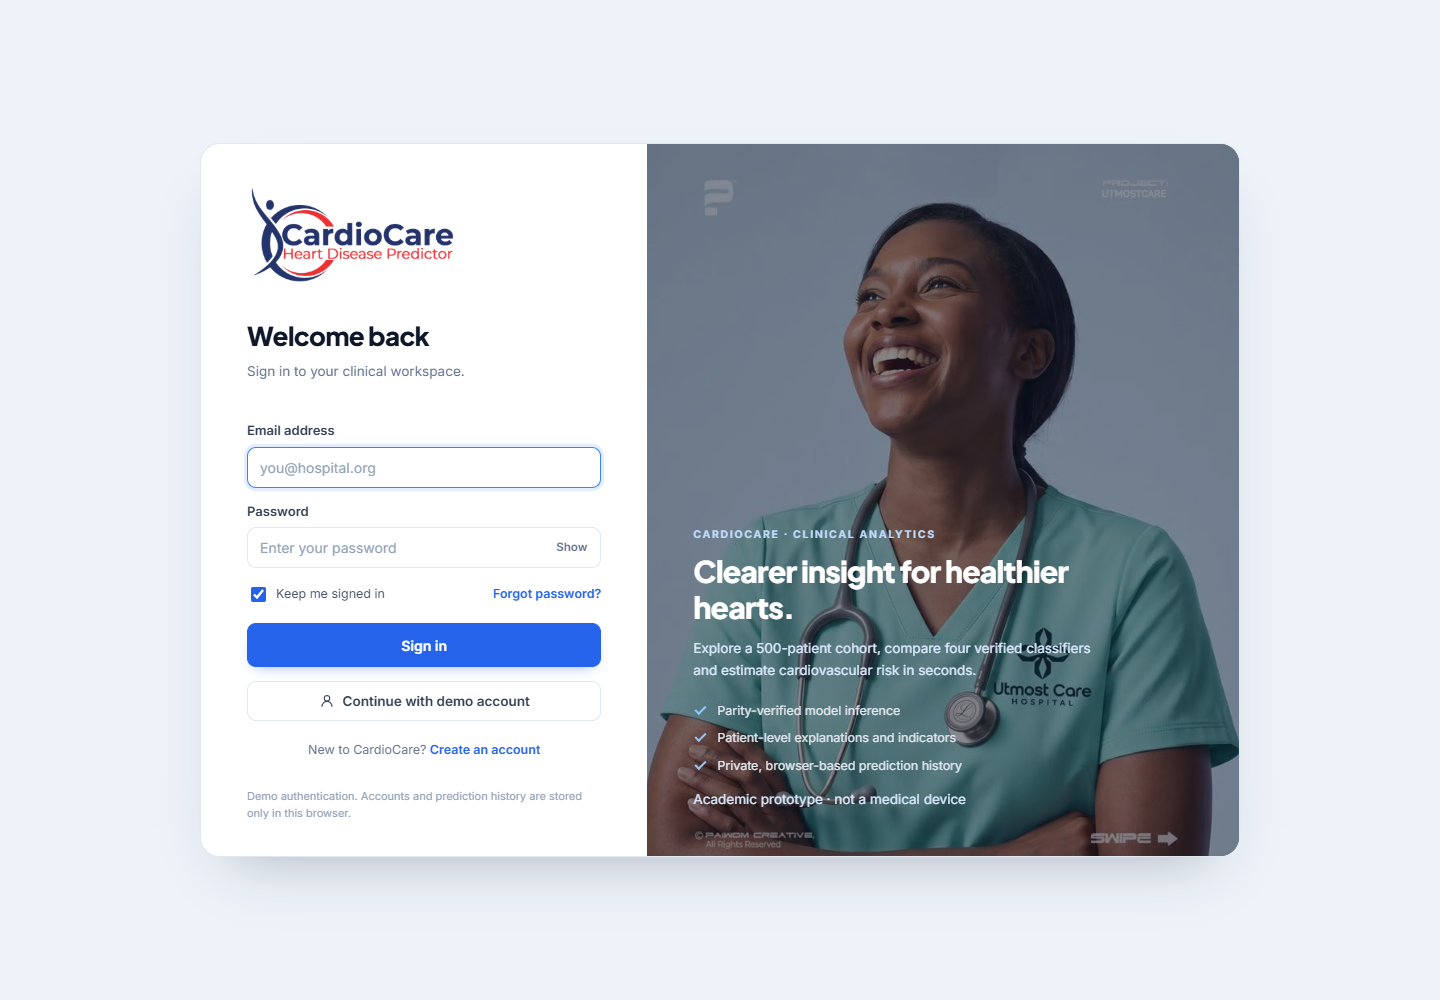 CardioCare
Heart Disease Predictor
Welcome back
Sign in to your clinical workspace.
Email address
you@hospital.org
Password
Enter your password
Show
Keep me signed in
Forgot password?
Sign in
Continue with demo account
New to CardioCare? Create an account
Demo authentication. Accounts and prediction history are stored
only in this browser.
PROJECT:
UTMOSTCARE
CARDIOCARE · CLINICAL ANALYTICS
Clearer insight for healthier
hearts.
Explore a 500-patient cohort, compare four verified classifiers
and estimate cardiovascular risk in seconds.
Utmost Care
HOSPITAL
Parity-verified model inference
Patient-level explanations and indicators
Private, browser-based prediction history
Academic prototype · not a medical device
© PAIWOM CREATIVE.
All Rights Reserved
SWIPE